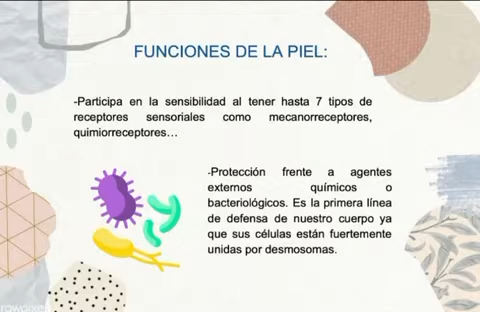 FUNCIONES DE LA PIEL:
-Participa en la sensibilidad al tener hasta 7 tipos de
receptores sensoriales como mecanorreceptores,
quimiorreceptores…
-Protección frente a agentes
externos químicos o
bacteriológicos. Es la primera línea
de defensa de nuestro cuerpo ya
que sus células están fuertemente
unidas por desmosomas.